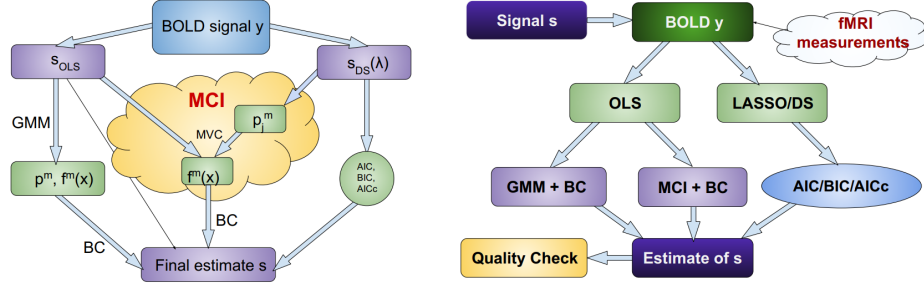 BOLD signal y
s_OLS
s_DS(λ)
MCI
GMM
p_j^m
MVC
p^m, f^m(x)
f^m(x)
AIC,
BIC,
AICc
BC
BC
Final estimate s
Signal s
BOLD y
fMRI
measurements
OLS
LASSO/DS
GMM + BC
MCI + BC
AIC/BIC/AICc
Quality Check
Estimate of s